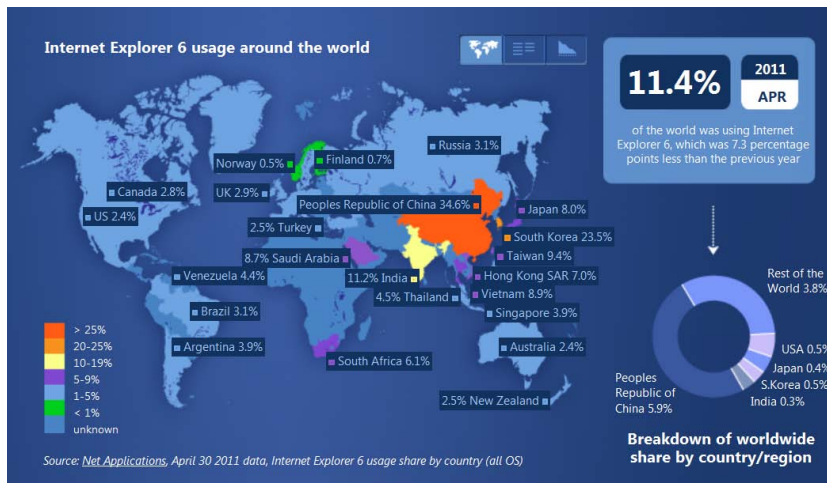 Internet Explorer 6 usage around the world
11.4%
2011
APR
of the world was using Internet
Explorer 6, which was 7.3 percentage
points less than the previous year
Russia 3.1%
Norway 0.5%
Finland 0.7%
Canada 2.8%
UK 2.9%
Peoples Republic of China 34.6%
Japan 8.0%
US 2.4%
2.5% Turkey
South Korea 23.5%
8.7% Saudi Arabia
Taiwan 9.4%
Venezuela 4.4%
11.2% India
Hong Kong SAR 7.0%
4.5% Thailand
Vietnam 8.9%
Brazil 3.1%
Singapore 3.9%
Argentina 3.9%
South Africa 6.1%
Australia 2.4%
2.5% New Zealand
> 25%
20-25%
10-19%
5-9%
1-5%
< 1%
unknown
Rest of the
World 3.8%
USA 0.5%
Japan 0.4%
S.Korea 0.5%
India 0.3%
Peoples
Republic of
China 5.9%
Breakdown of worldwide
share by country/region
Source: Net Applications, April 30 2011 data, Internet Explorer 6 usage share by country (all OS)